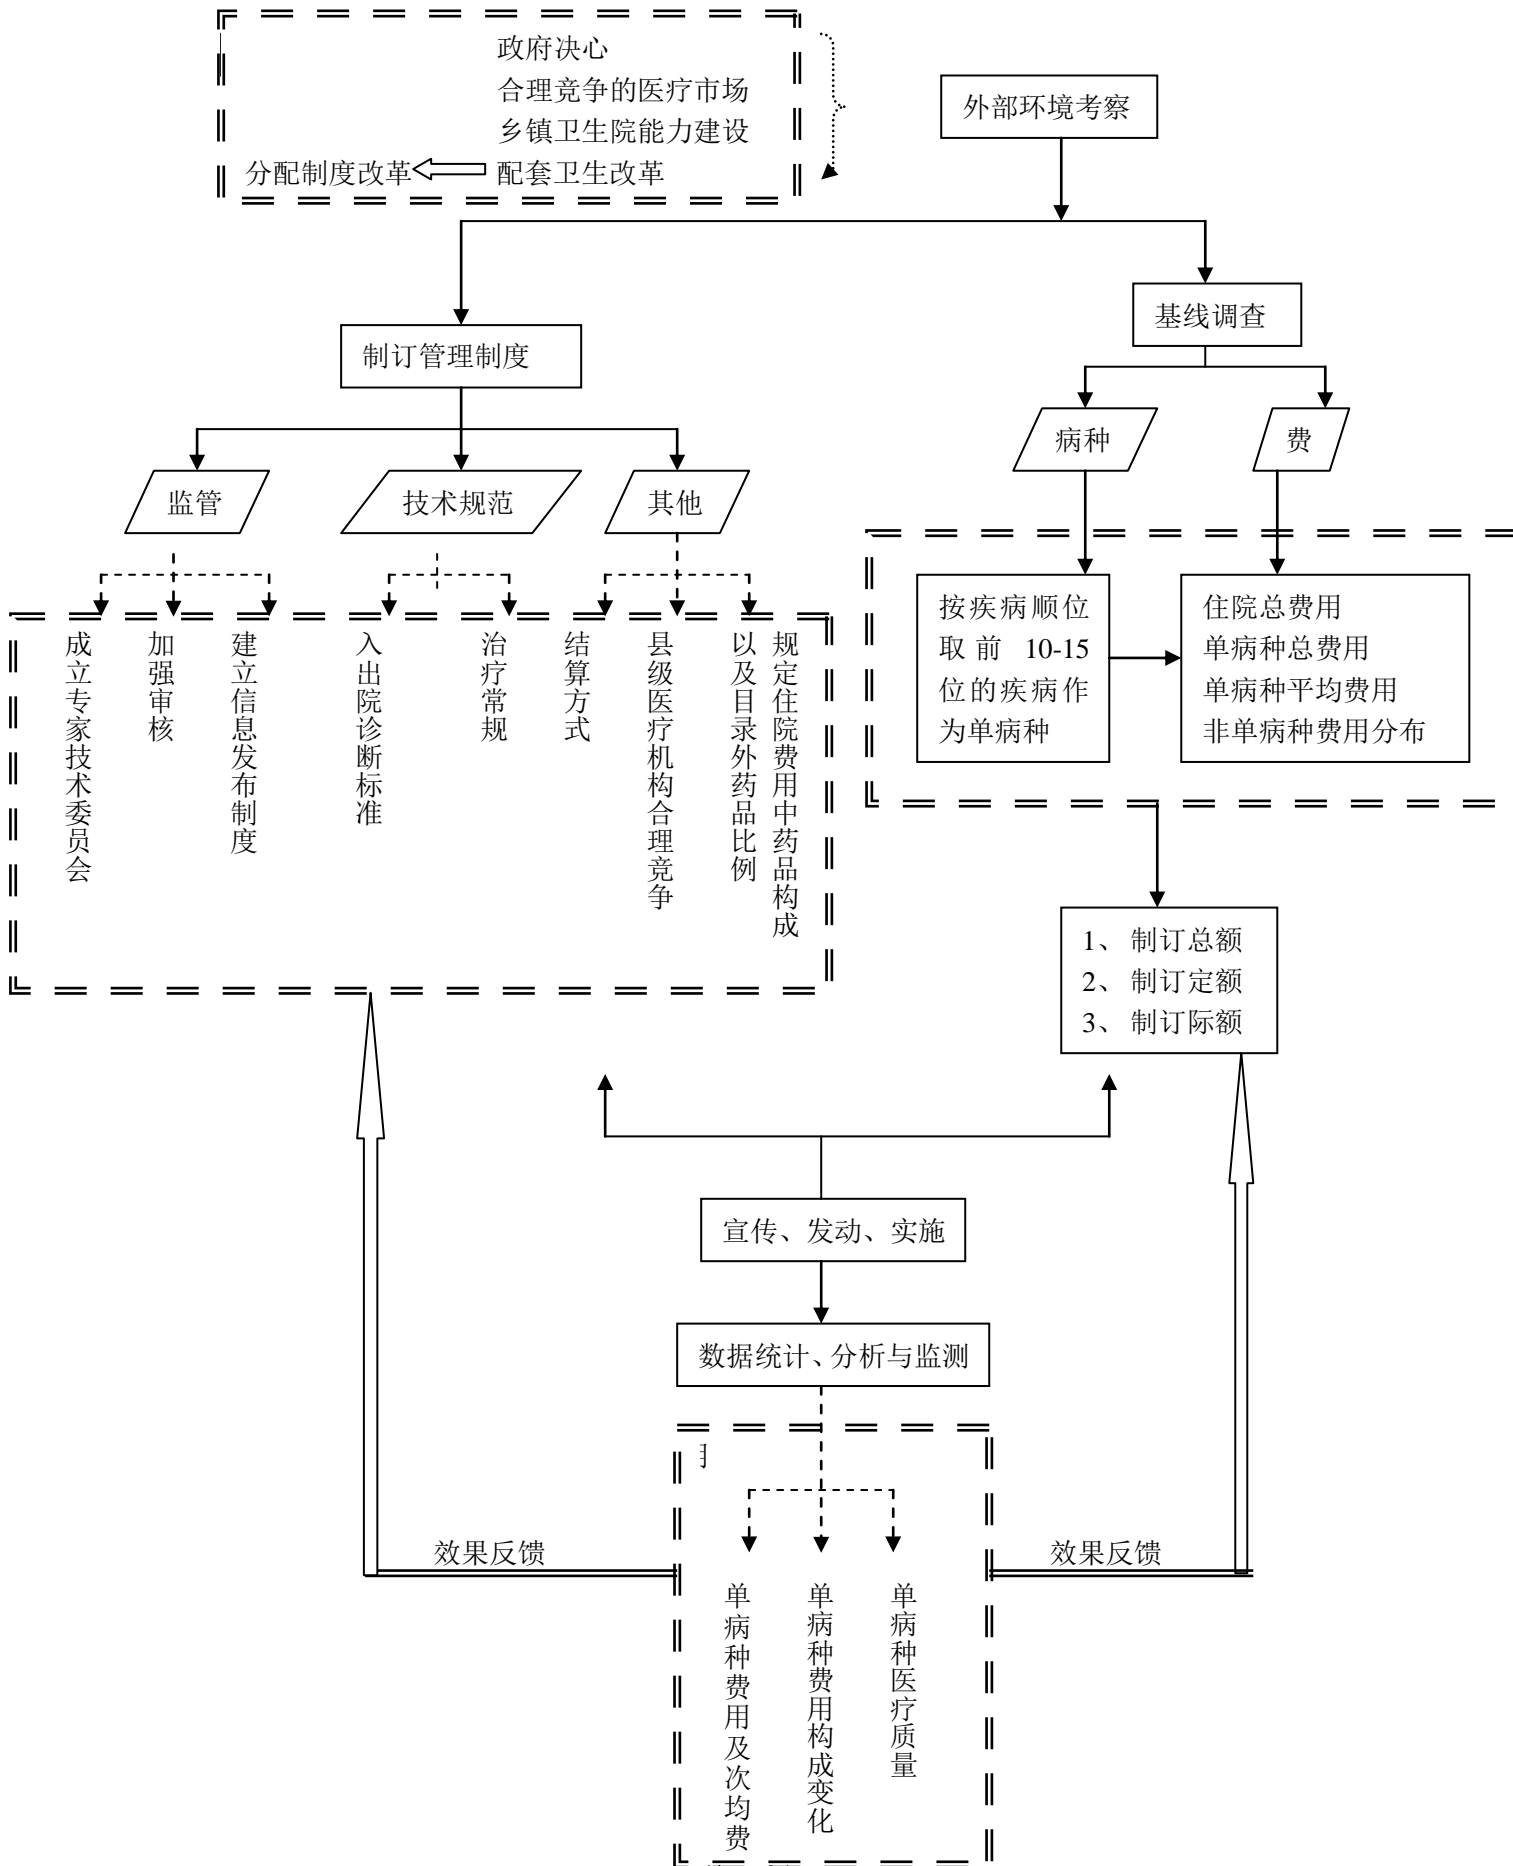 政府决心
合理竞争的医疗市场
乡镇卫生院能力建设
分配制度改革 配套卫生改革
外部环境考察
制订管理制度
基线调查
病种
费
监管
技术规范
其他
成立专家技术委员会
加强审核
建立信息发布制度
入出院诊断标准
治疗常规
结算方式
县级医疗机构合理竞争
规定住院费用中药品构成
以及目录外药品比例
按疾病顺位
取前 10-15
位的疾病作
为单病种
住院总费用
单病种总费用
单病种平均费用
非单病种费用分布
1、 制订总额
2、 制订定额
3、 制订际额
宣传、发动、实施
数据统计、分析与监测
效果反馈
效果反馈
单病种费用及次均费
单病种费用构成变化
单病种医疗质量